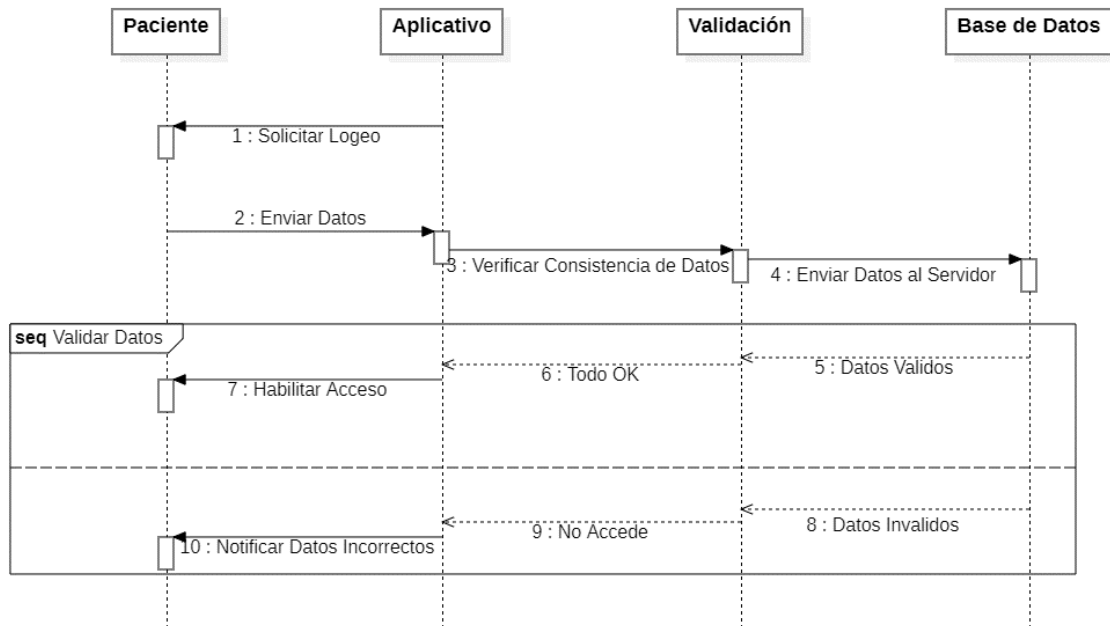 Paciente
Aplicativo
Validación
Base de Datos
1 : Solicitar Logeo
2 : Enviar Datos
3 : Verificar Consistencia de Datos
4 : Enviar Datos al Servidor
seq Validar Datos
5 : Datos Validos
6 : Todo OK
7 : Habilitar Acceso
8 : Datos Invalidos
9 : No Accede
10 : Notificar Datos Incorrectos